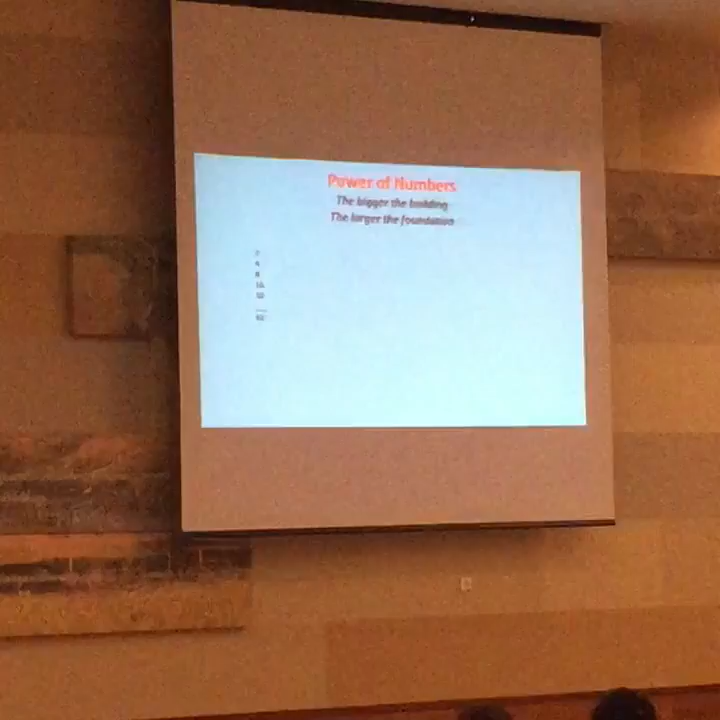 Power of Numbers
The bigger the building
The larger the foundation